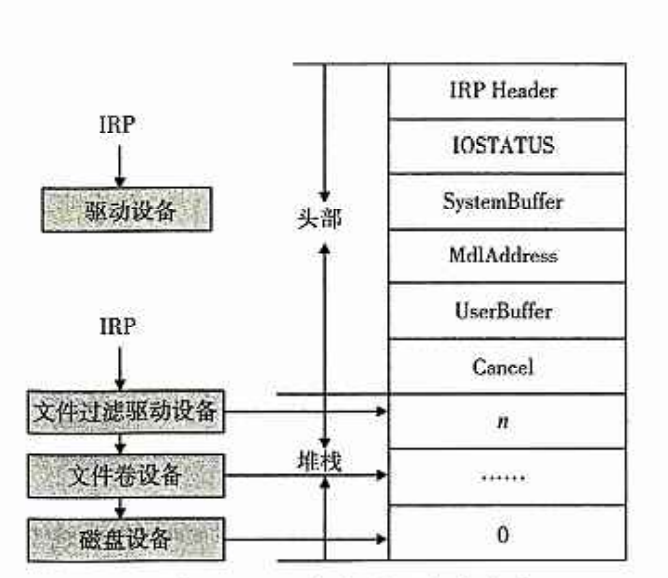 IRP
驱动设备
IRP
文件过滤驱动设备
文件卷设备
磁盘设备
头部
堆栈
IRP Header
IOSTATUS
SystemBuffer
MdlAddress
UserBuffer
Cancel
n
……
0